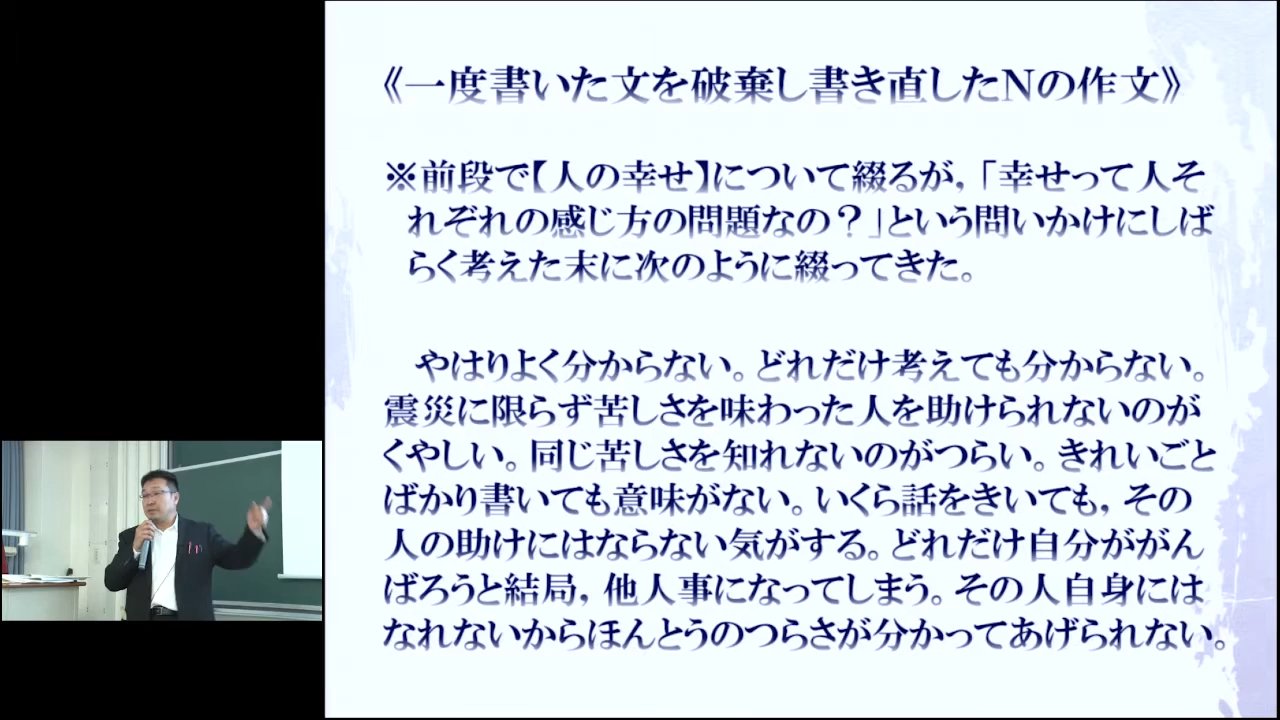 《一度書いた文を破棄し書き直したNの作文》
※前段で【人の幸せ】について綴るが，「幸せって人そ
れぞれの感じ方の問題なの？」という問いかけにしば
らく考えた末に次のように綴ってきた。
やはりよく分からない。どれだけ考えても分からない。
震災に限らず苦しさを味わった人を助けられないのが
くやしい。同じ苦しさを知れないのがつらい。きれいごと
ばかり書いても意味がない。いくら話をきいても，その
人の助けにはならない気がする。どれだけ自分ががん
ばろうと結局，他人事になってしまう。その人自身には
なれないからほんとうのつらさが分かってあげられない。